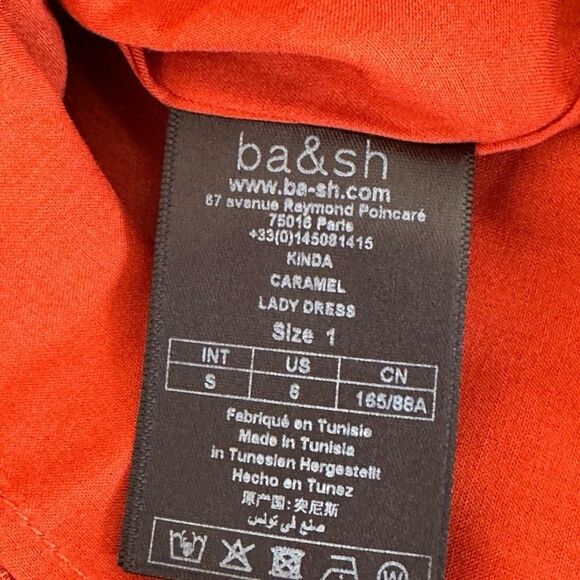 ba&sh
www.ba-sh.com
67 avenue Raymond Poincaré
75016 Paris
+33(0)145081415
KINDA
CARAMEL
LADY DRESS
Size 1
INT US CN
S 6 165/88A
Fabriqué en Tunisie
Made in Tunisia
in Tunesien Hergestellt
Hecho en Tunez
原产国: 突尼斯
صنع في تونس
W